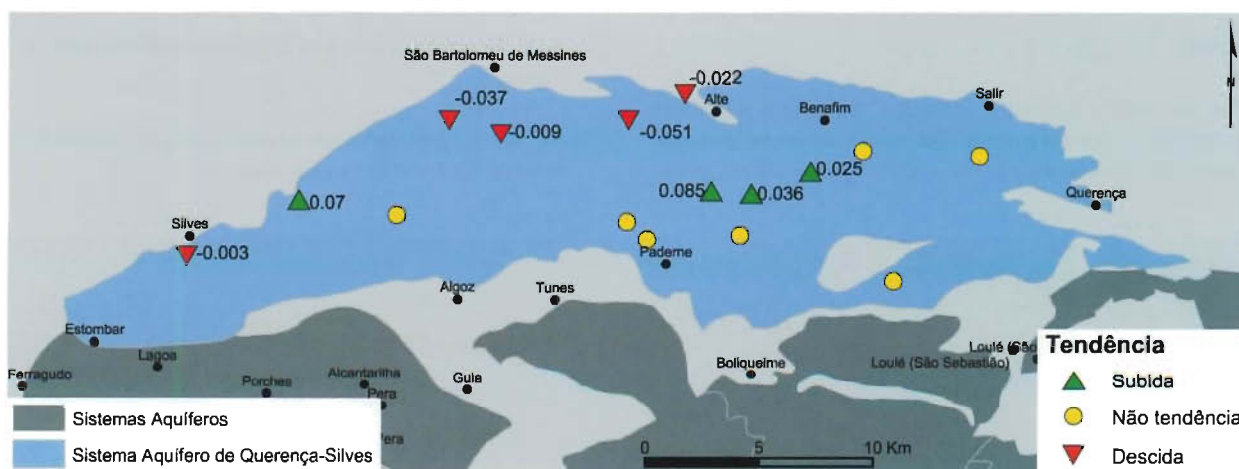 São Bartolomeu de Messines
N
-0.022
Salir
-0.037
Alte
Benafim
-0.009
-0.051
0.025
0.085
0.036
0.07
Querença
Silves
-0.003
Paderne
Algoz
Tunes
Estombar
Lagoa
Ferragudo
Porches
Alcantarilha
Pera
Guia
Boliqueime
Loulé (São Sebastião)
Loulé (São
Sistemas Aquíferos
Sistema Aquífero de Querença-Silves
0 5 10 Km
Tendência
Subida
Não tendência
Descida